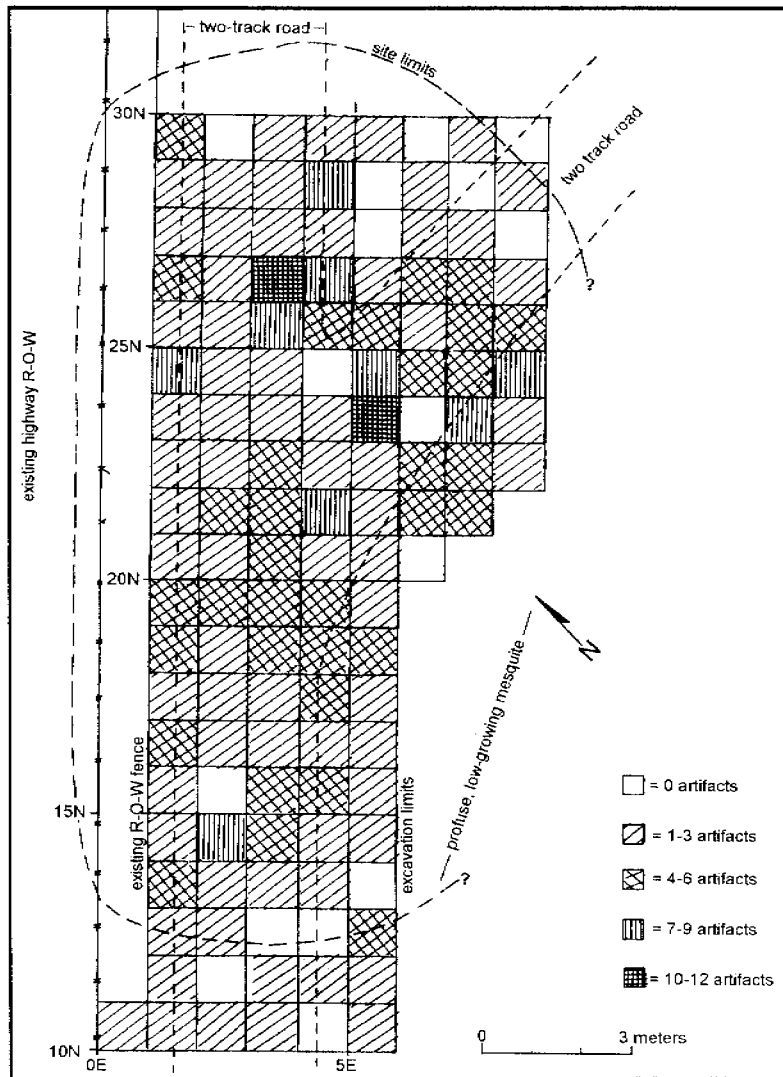 two-track road
site limits
30N
two track road
?
25N
existing highway R-O-W
20N
N
profuse, low-growing mesquite
existing R-O-W fence
excavation limits
15N
?
= 0 artifacts
= 1-3 artifacts
= 4-6 artifacts
= 7-9 artifacts
= 10-12 artifacts
10N
0E
5E
0
3 meters